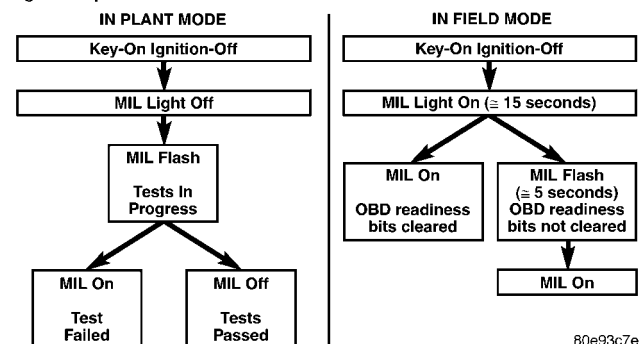 IN PLANT MODE
Key-On Ignition-Off
MIL Light Off
MIL Flash
Tests In
Progress
MIL On
Test
Failed
MIL Off
Tests
Passed
IN FIELD MODE
Key-On Ignition-Off
MIL Light On (≅ 15 seconds)
MIL On
OBD readiness
bits cleared
MIL Flash
(≅ 5 seconds)
OBD readiness
bits not cleared
MIL On
80e93c7e